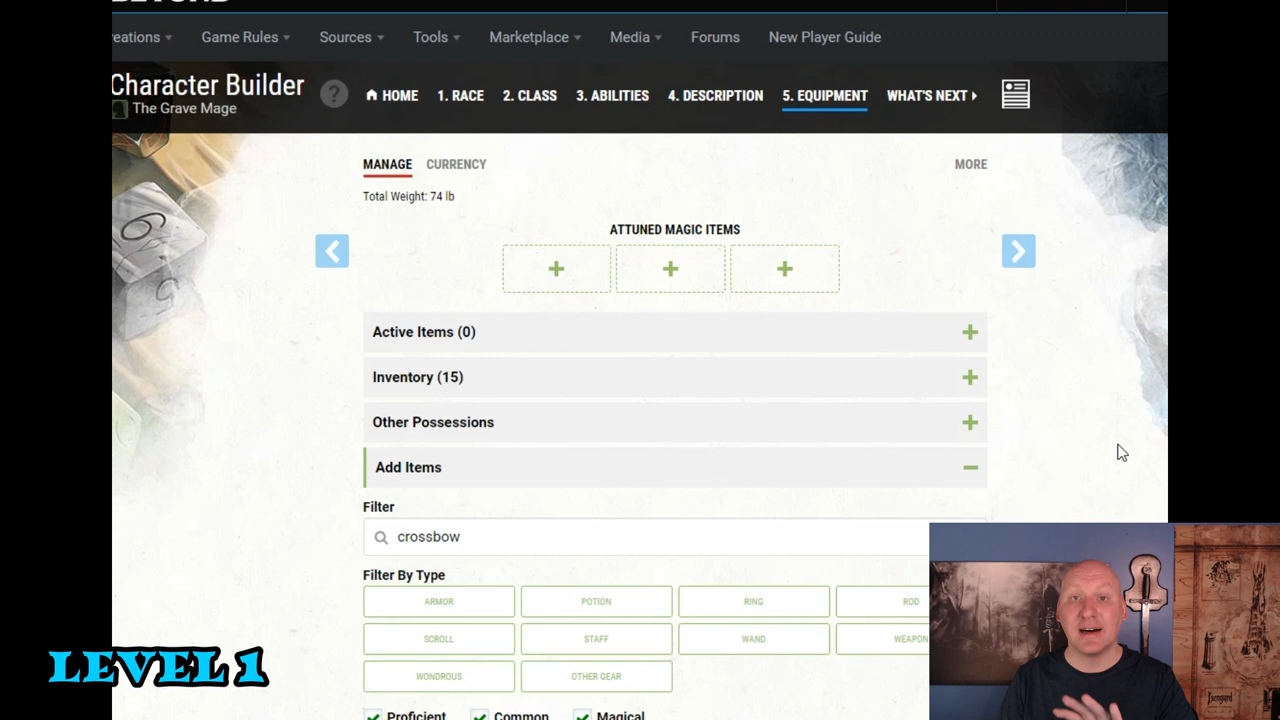 Game Rules
Sources
Tools
Marketplace
Media
Forums
New Player Guide
Character Builder
The Grave Mage
?
HOME
1. RACE
2. CLASS
3. ABILITIES
4. DESCRIPTION
5. EQUIPMENT
WHAT'S NEXT
MANAGE
CURRENCY
MORE
Total Weight: 74 lb
ATTUNED MAGIC ITEMS
Active Items (0)
Inventory (15)
Other Possessions
Add Items
Filter
crossbow
Filter By Type
ARMOR
POTION
RING
ROD
SCROLL
STAFF
WAND
WEAPON
WONDROUS
OTHER GEAR
Proficient
Common
Magical
LEVEL 1